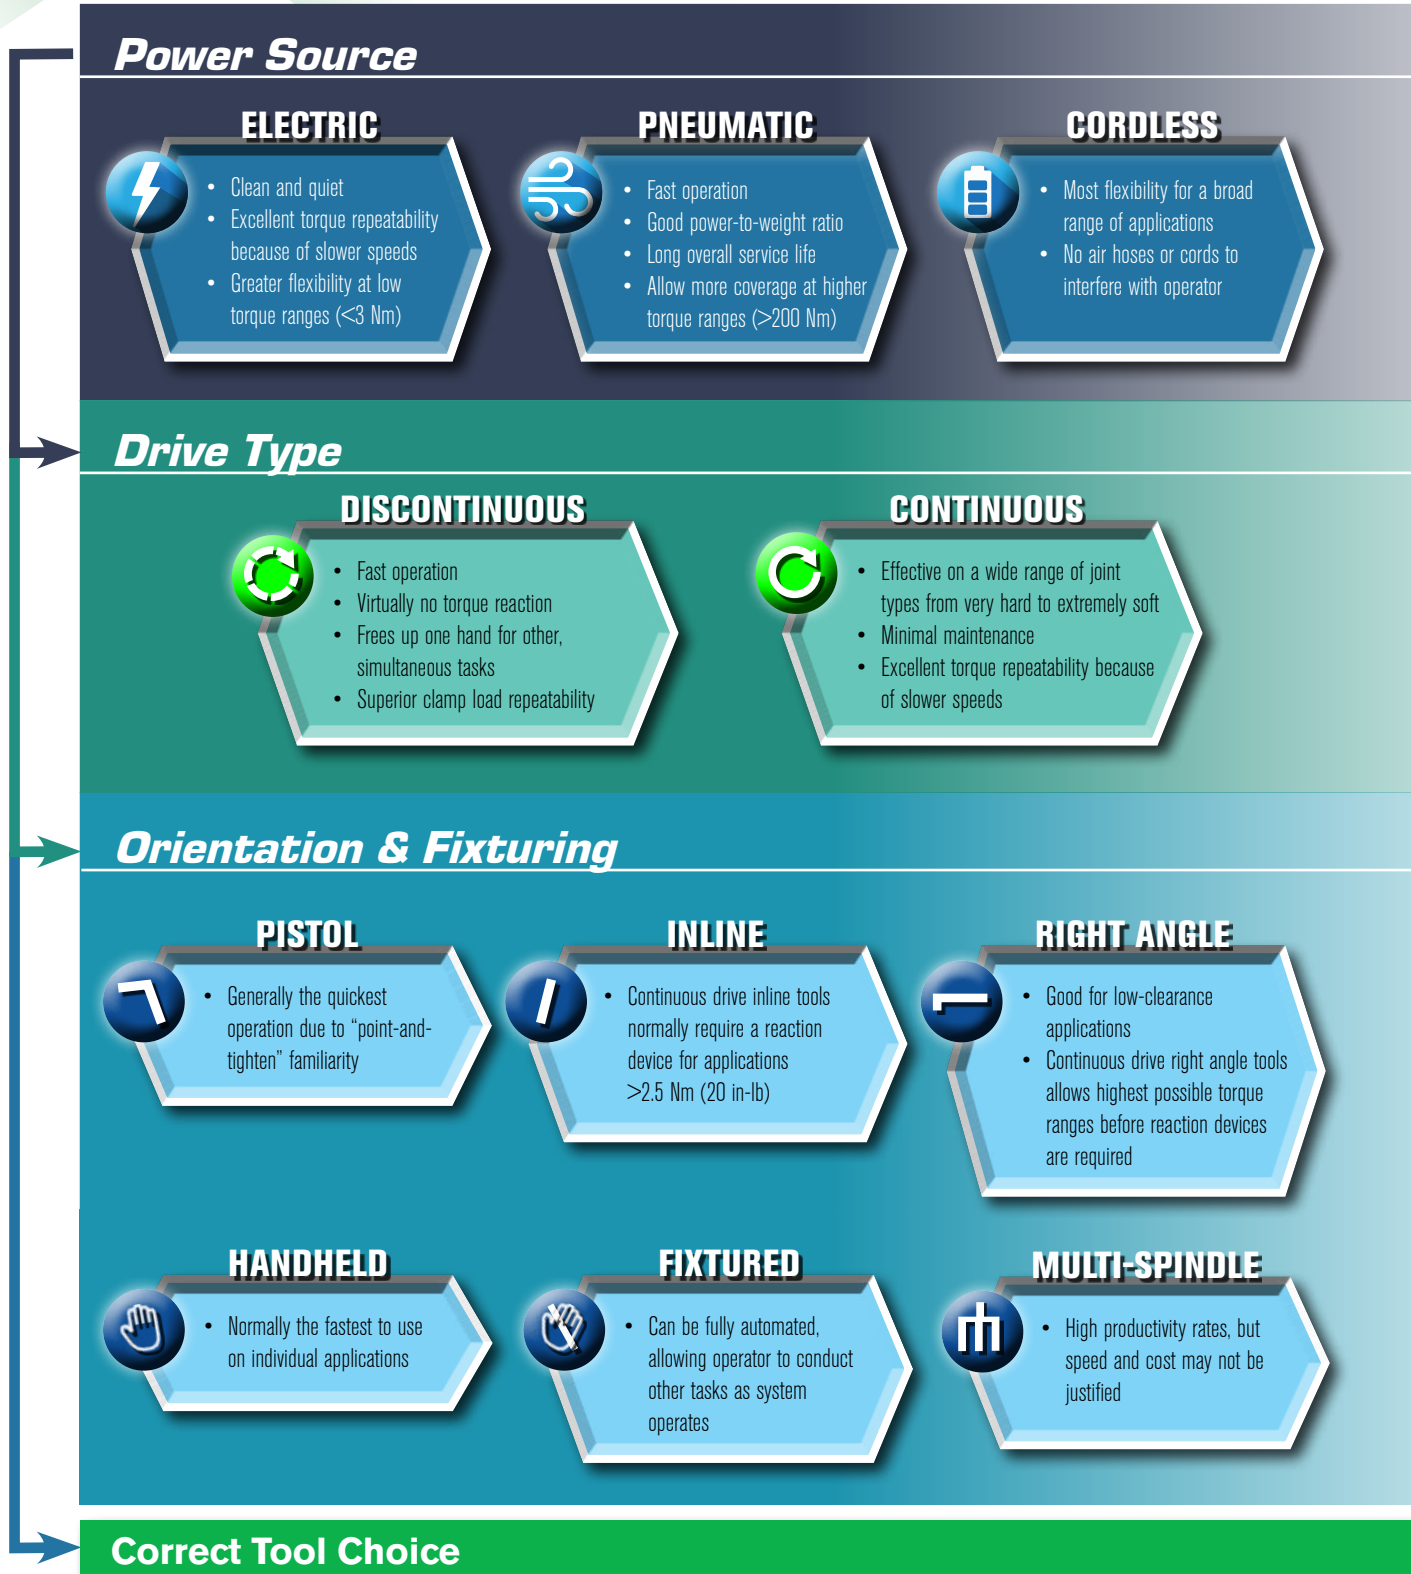 Power Source
ELECTRIC
• Clean and quiet
• Excellent torque repeatability
because of slower speeds
• Greater flexibility at low
torque ranges (<3 Nm)
PNEUMATIC
• Fast operation
• Good power-to-weight ratio
• Long overall service life
• Allow more coverage at higher
torque ranges (>200 Nm)
CORDLESS
• Most flexibility for a broad
range of applications
• No air hoses or cords to
interfere with operator
Drive Type
DISCONTINUOUS
• Fast operation
• Virtually no torque reaction
• Frees up one hand for other,
simultaneous tasks
• Superior clamp load repeatability
CONTINUOUS
• Effective on a wide range of joint
types from very hard to extremely soft
• Minimal maintenance
• Excellent torque repeatability because
of slower speeds
Orientation & Fixturing
PISTOL
• Generally the quickest
operation due to “point-and-
tighten” familiarity
INLINE
• Continuous drive inline tools
normally require a reaction
device for applications
>2.5 Nm (20 in-lb)
RIGHT ANGLE
• Good for low-clearance
applications
• Continuous drive right angle tools
allows highest possible torque
ranges before reaction devices
are required
HANDHELD
• Normally the fastest to use
on individual applications
FIXTURED
• Can be fully automated,
allowing operator to conduct
other tasks as system
operates
MULTI-SPINDLE
• High productivity rates, but
speed and cost may not be
justified
Correct Tool Choice